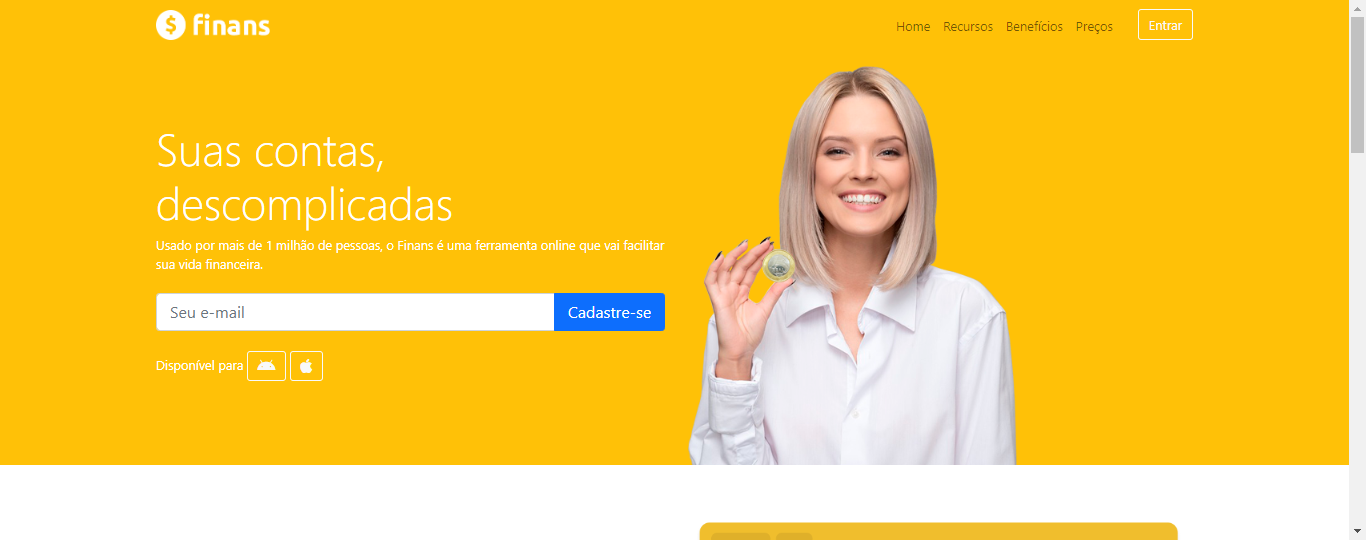 $ finans
Home Recursos Benefícios Preços Entrar
Suas contas,
descomplicadas
Usado por mais de 1 milhão de pessoas, o Finans é uma ferramenta online que vai facilitar
sua vida financeira.
Seu e-mail Cadastre-se
Disponível para